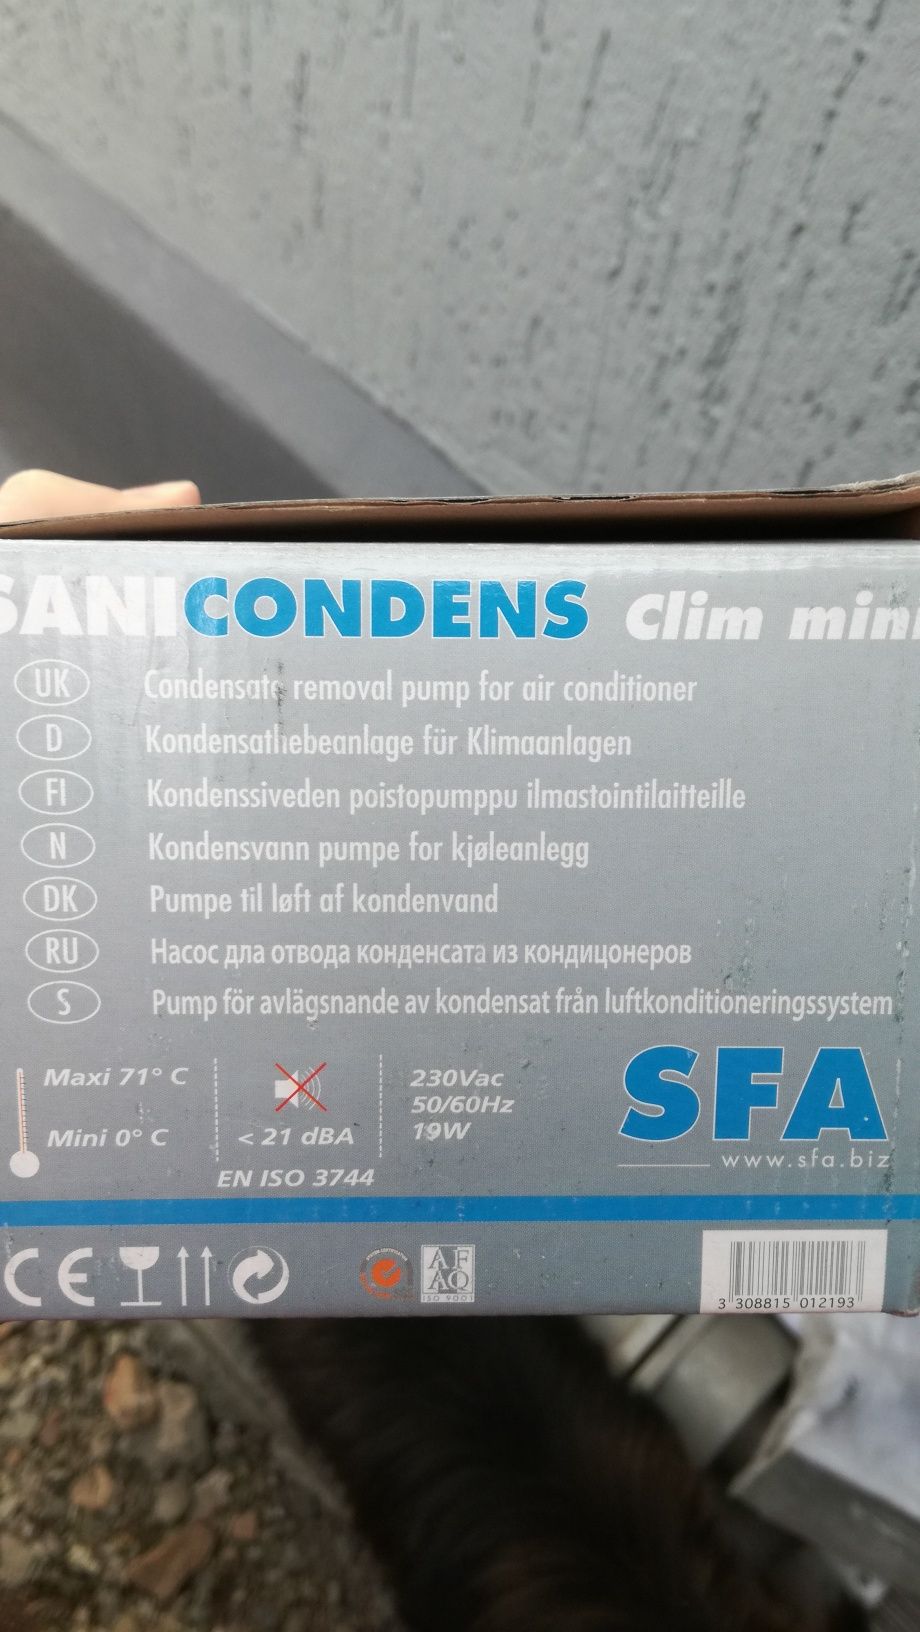 SANICONDENS Clim min
UK Condensate removal pump for air conditioner
D Kondensathebeanlage für Klimaanlagen
FI Kondenssiveden poistopumppu ilmastointilaitteille
N Kondensvann pumpe for kjøleanlegg
DK Pumpe til løft af kondenvand
RU Насос дла отвода конденсата из кондицонеров
S Pump för avlägsnande av kondensat från luftkonditioneringssystem
Maxi 71° C
Mini 0° C
< 21 dBA
EN ISO 3744
230Vac
50/60Hz
19W
SFA
www.sfa.biz
CE
AFAQ
ISO 9001
3 308815 012193